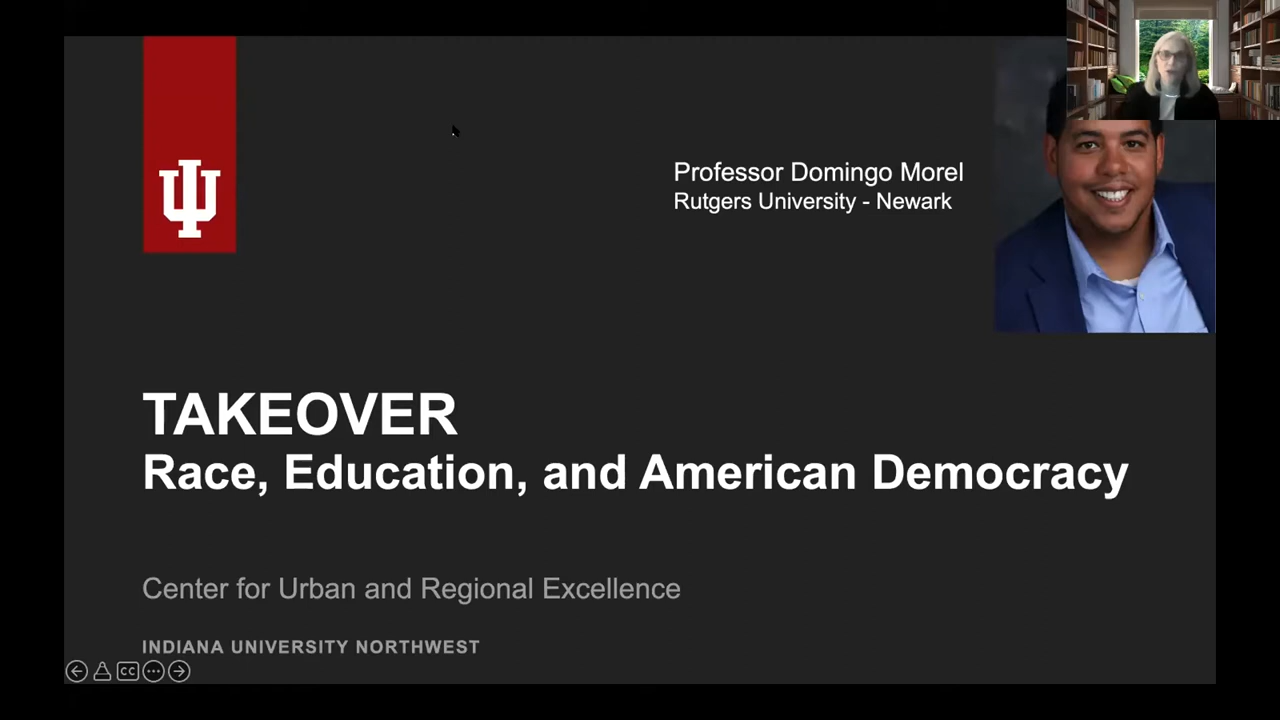 Professor Domingo Morel
Rutgers University - Newark
TAKEOVER
Race, Education, and American Democracy
Center for Urban and Regional Excellence
INDIANA UNIVERSITY NORTHWEST
CC